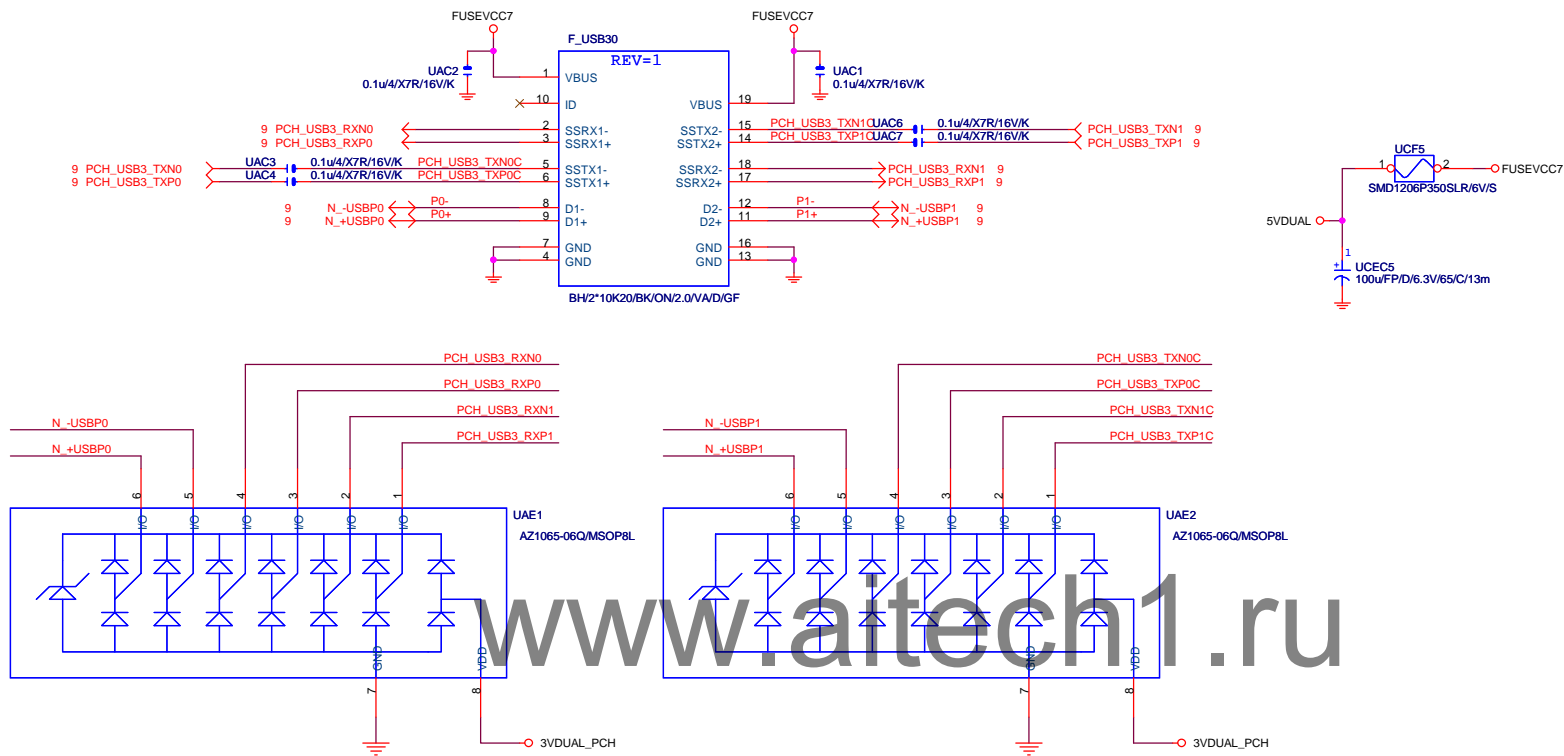 FUSEVCC7
FUSEVCC7
F_USB30
REV=1
UAC2
0.1u/4/X7R/16V/K
UAC1
0.1u/4/X7R/16V/K
1 VBUS
10 ID
VBUS 19
9 PCH_USB3_RXN0 2 SSRX1-
9 PCH_USB3_RXP0 3 SSRX1+
SSTX2- 15 PCH_USB3_TXN1C UAC6 0.1u/4/X7R/16V/K PCH_USB3_TXN1 9
SSTX2+ 14 PCH_USB3_TXP1C UAC7 0.1u/4/X7R/16V/K PCH_USB3_TXP1 9
9 PCH_USB3_TXN0 UAC3 0.1u/4/X7R/16V/K PCH_USB3_TXN0C 5 SSTX1-
9 PCH_USB3_TXP0 UAC4 0.1u/4/X7R/16V/K PCH_USB3_TXP0C 6 SSTX1+
SSRX2- 18 PCH_USB3_RXN1 9
SSRX2+ 17 PCH_USB3_RXP1 9
9 N_-USBP0 P0- 8 D1-
9 N_+USBP0 P0+ 9 D1+
D2- 12 P1- N_-USBP1 9
D2+ 11 P1+ N_+USBP1 9
7 GND
4 GND
GND 16
GND 13
BH/2*10K20/BK/ON/2.0/VA/D/GF
UCF5
1 2 FUSEVCC7
SMD1206P350SLR/6V/S
5VDUAL
1
+ UCEC5
100u/FP/D/6.3V/65/C/13m
PCH_USB3_RXN0
PCH_USB3_RXP0
PCH_USB3_RXN1
PCH_USB3_RXP1
N_-USBP0
N_+USBP0
6 5 4 3 2 1
I/O I/O I/O I/O I/O I/O
UAE1
AZ1065-06Q/MSOP8L
GND VDD
7 8
3VDUAL_PCH
PCH_USB3_TXN0C
PCH_USB3_TXP0C
PCH_USB3_TXN1C
PCH_USB3_TXP1C
N_-USBP1
N_+USBP1
6 5 4 3 2 1
I/O I/O I/O I/O I/O I/O
UAE2
AZ1065-06Q/MSOP8L
GND VDD
7 8
3VDUAL_PCH
www.aitech1.ru